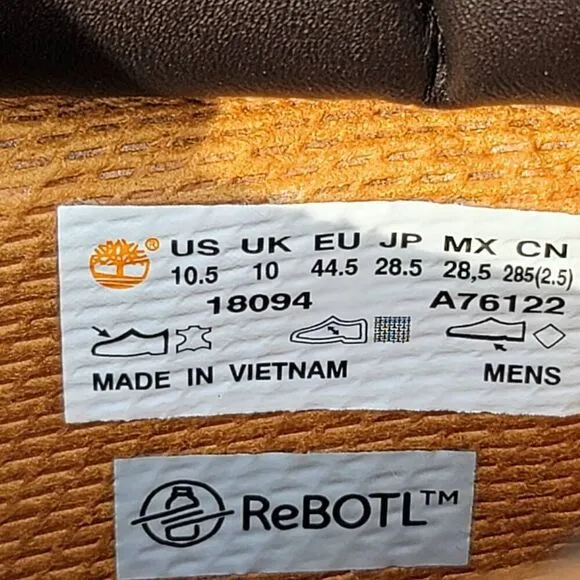 ® US UK EU JP MX CN
10.5 10 44.5 28.5 28,5 285(2.5)
18094 A76122
MADE IN VIETNAM MENS
ReBOTL™